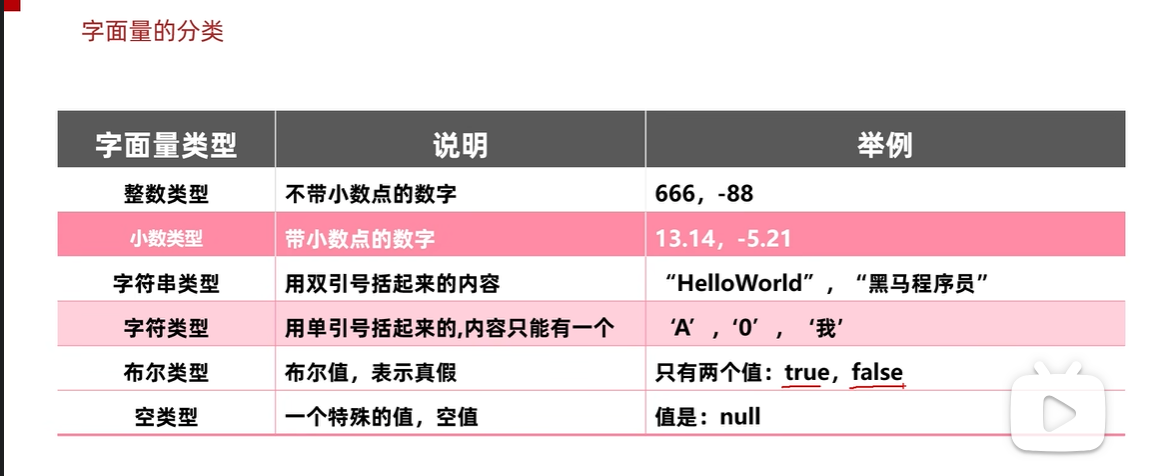 字面量的分类
字面量类型 说明 举例
整数类型 不带小数点的数字 666，-88
小数类型 带小数点的数字 13.14，-5.21
字符串类型 用双引号括起来的内容 “HelloWorld”，“黑马程序员”
字符类型 用单引号括起来的,内容只能有一个 ‘A’，‘0’，‘我’
布尔类型 布尔值，表示真假 只有两个值：true，false
空类型 一个特殊的值，空值 值是：null